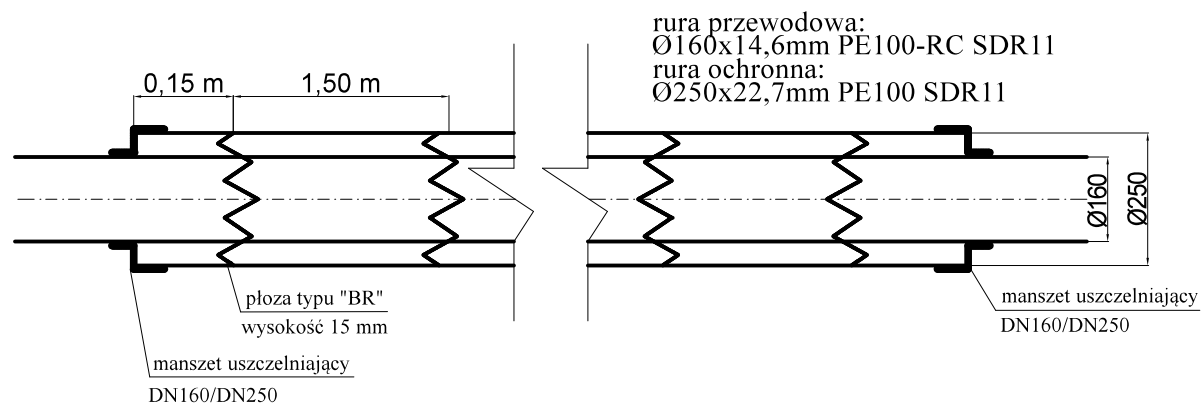 rura przewodowa:
Ø160x14,6mm PE100-RC SDR11
rura ochronna:
Ø250x22,7mm PE100 SDR11
0,15 m
1,50 m
Ø160
Ø250
płoza typu "BR"
wysokość 15 mm
manszet uszczelniający
DN160/DN250
manszet uszczelniający
DN160/DN250